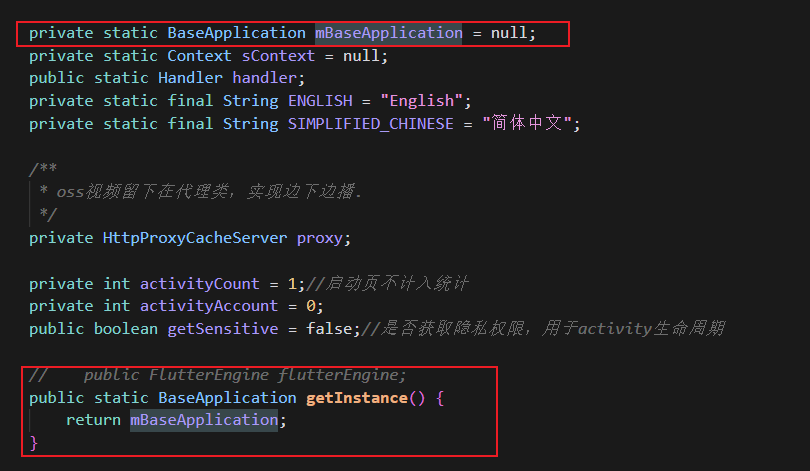 private static BaseApplication mBaseApplication = null;
private static Context sContext = null;
public static Handler handler;
private static final String ENGLISH = "English";
private static final String SIMPLIFIED_CHINESE = "简体中文";
/**
* oss视频留下在代理类，实现边下边播.
*/
private HttpProxyCacheServer proxy;
private int activityCount = 1;//启动页不计入统计
private int activityAccount = 0;
public boolean getSensitive = false;//是否获取隐私权限，用于activity生命周期
//    public FlutterEngine flutterEngine;
public static BaseApplication getInstance() {
return mBaseApplication;
}